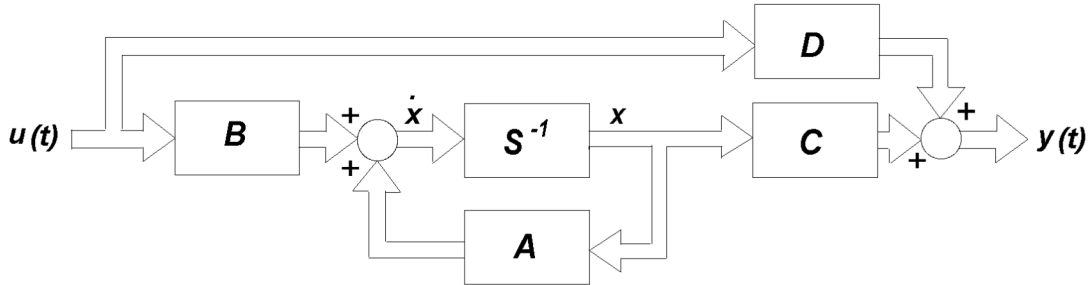 D
u(t)
B
+
+
ẋ
S⁻¹
x
C
+
+
y(t)
A